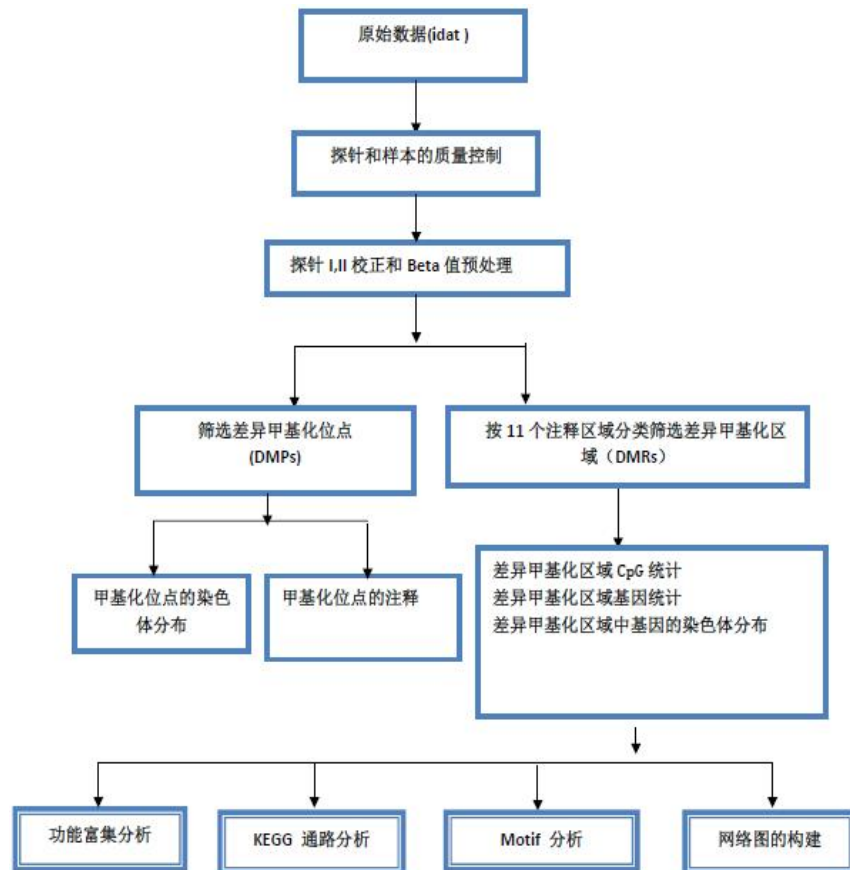 原始数据(idat )
探针和样本的质量控制
探针 I,II 校正和 Beta 值预处理
筛选差异甲基化位点
(DMPs)
按 11 个注释区域分类筛选差异甲基化区
域（DMRs）
甲基化位点的染色
体分布
甲基化位点的注释
差异甲基化区域 CpG 统计
差异甲基化区域基因统计
差异甲基化区域中基因的染色体分布
功能富集分析
KEGG 通路分析
Motif 分析
网络图的构建